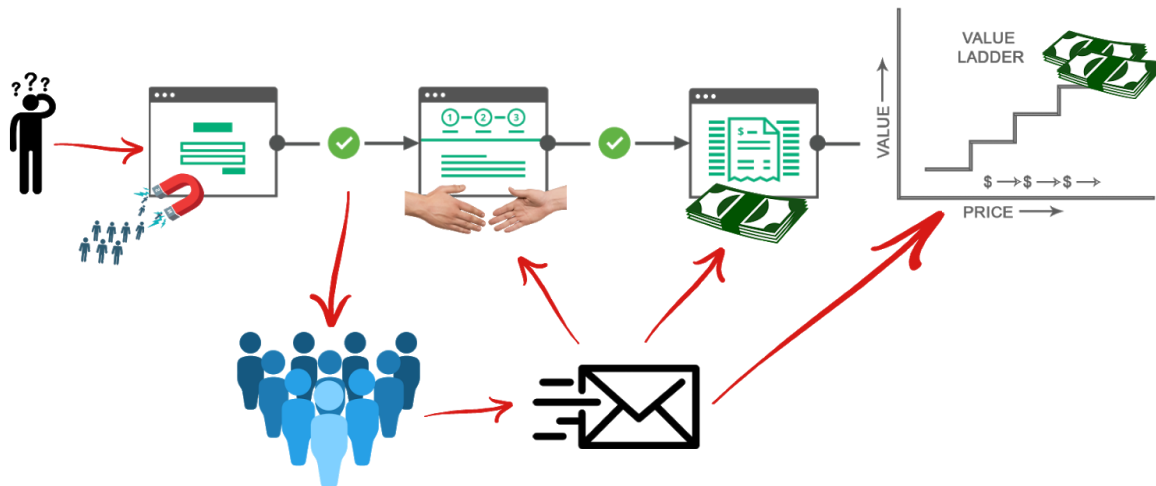 ? ? ?
1 2 3
$
VALUE
LADDER
VALUE →
$ → $ → $ →
PRICE →